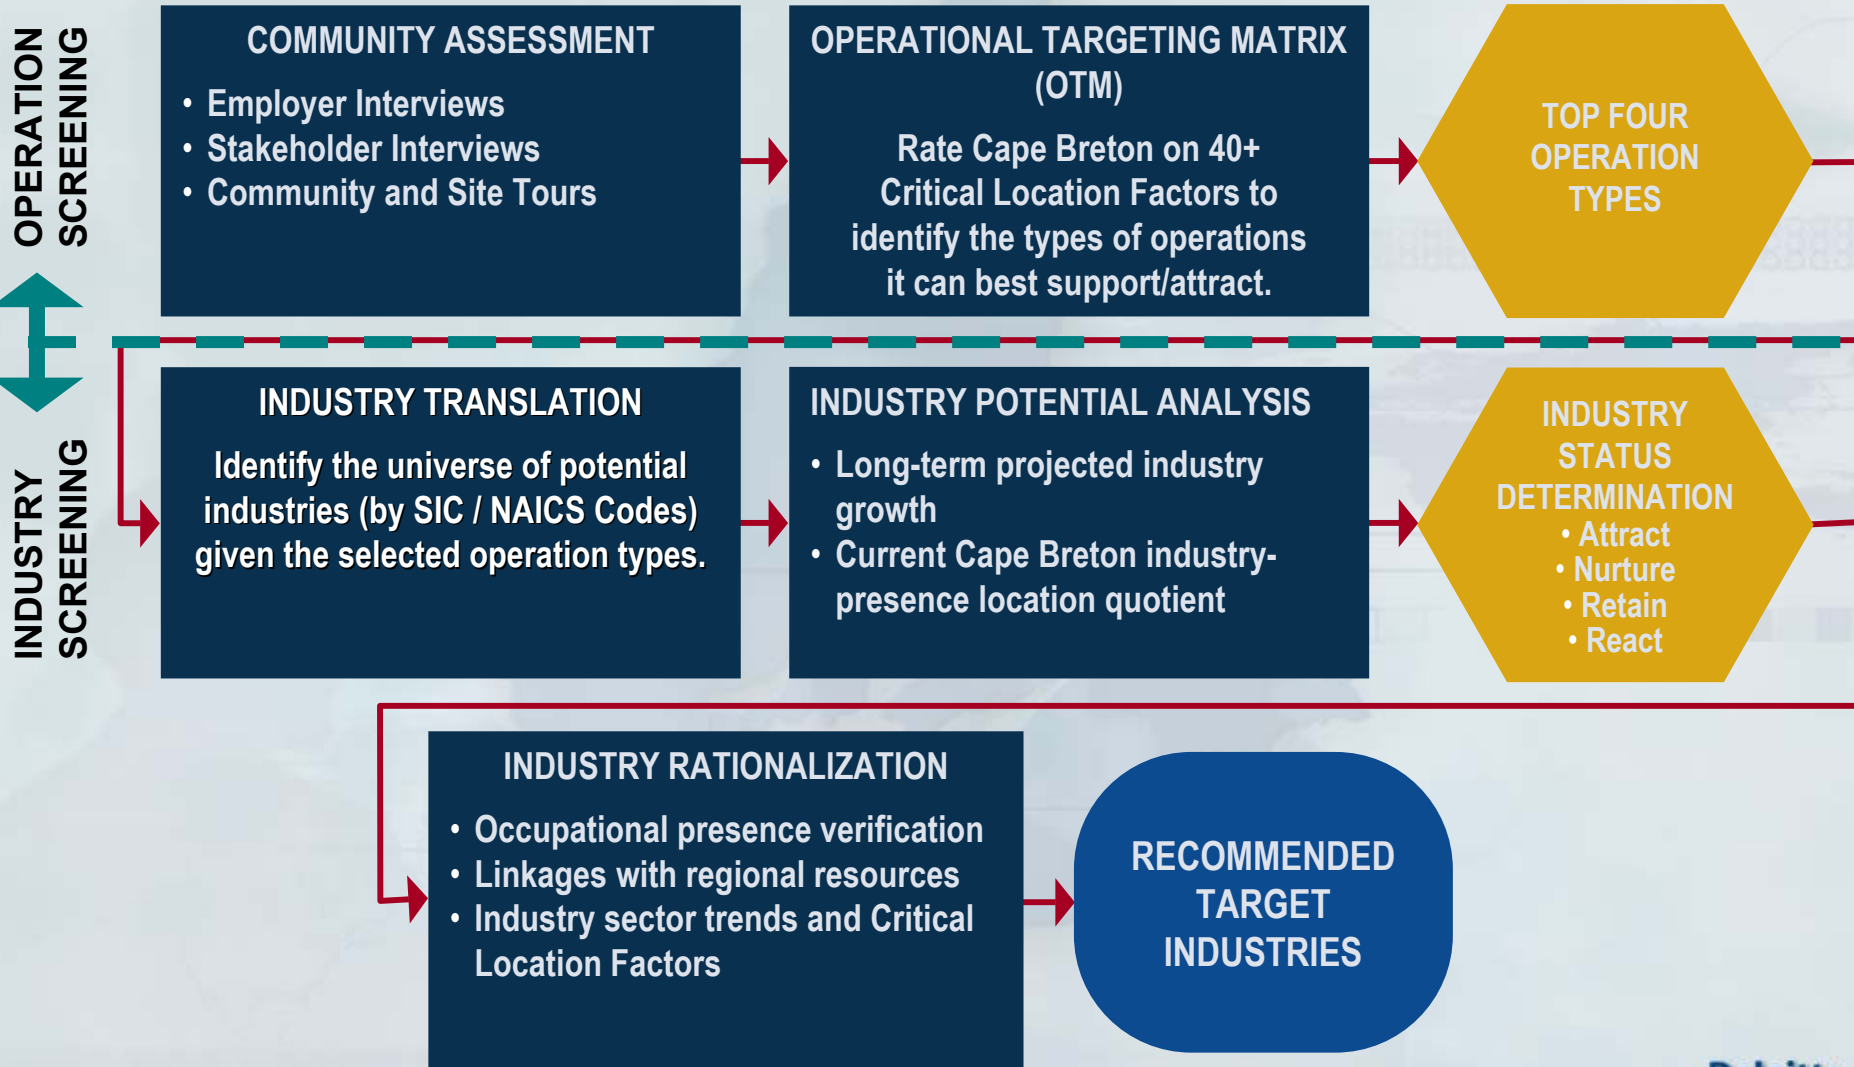 OPERATION
SCREENING
COMMUNITY ASSESSMENT
• Employer Interviews
• Stakeholder Interviews
• Community and Site Tours
OPERATIONAL TARGETING MATRIX
(OTM)
Rate Cape Breton on 40+
Critical Location Factors to
identify the types of operations
it can best support/attract.
TOP FOUR
OPERATION
TYPES
INDUSTRY
SCREENING
INDUSTRY TRANSLATION
Identify the universe of potential
industries (by SIC / NAICS Codes)
given the selected operation types.
INDUSTRY POTENTIAL ANALYSIS
• Long-term projected industry
growth
• Current Cape Breton industry-
presence location quotient
INDUSTRY
STATUS
DETERMINATION
• Attract
• Nurture
• Retain
• React
INDUSTRY RATIONALIZATION
• Occupational presence verification
• Linkages with regional resources
• Industry sector trends and Critical
Location Factors
RECOMMENDED
TARGET
INDUSTRIES